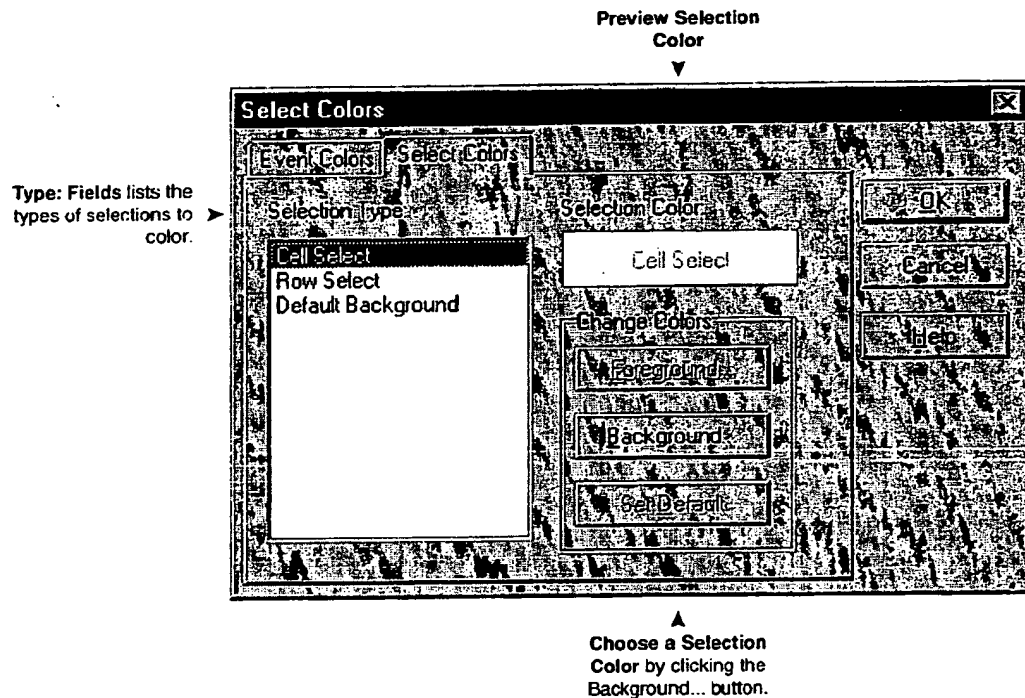 Preview Selection
Color
Select Colors
Event Colors
Select Colors
Type: Fields lists the
types of selections to
color.
Selection Type
Cell Select
Row Select
Default Background
Selection Color
Cell Select
Change Colors
Foreground...
Background...
Set Default
OK
Cancel
Help
Choose a Selection
Color by clicking the
Background... button.